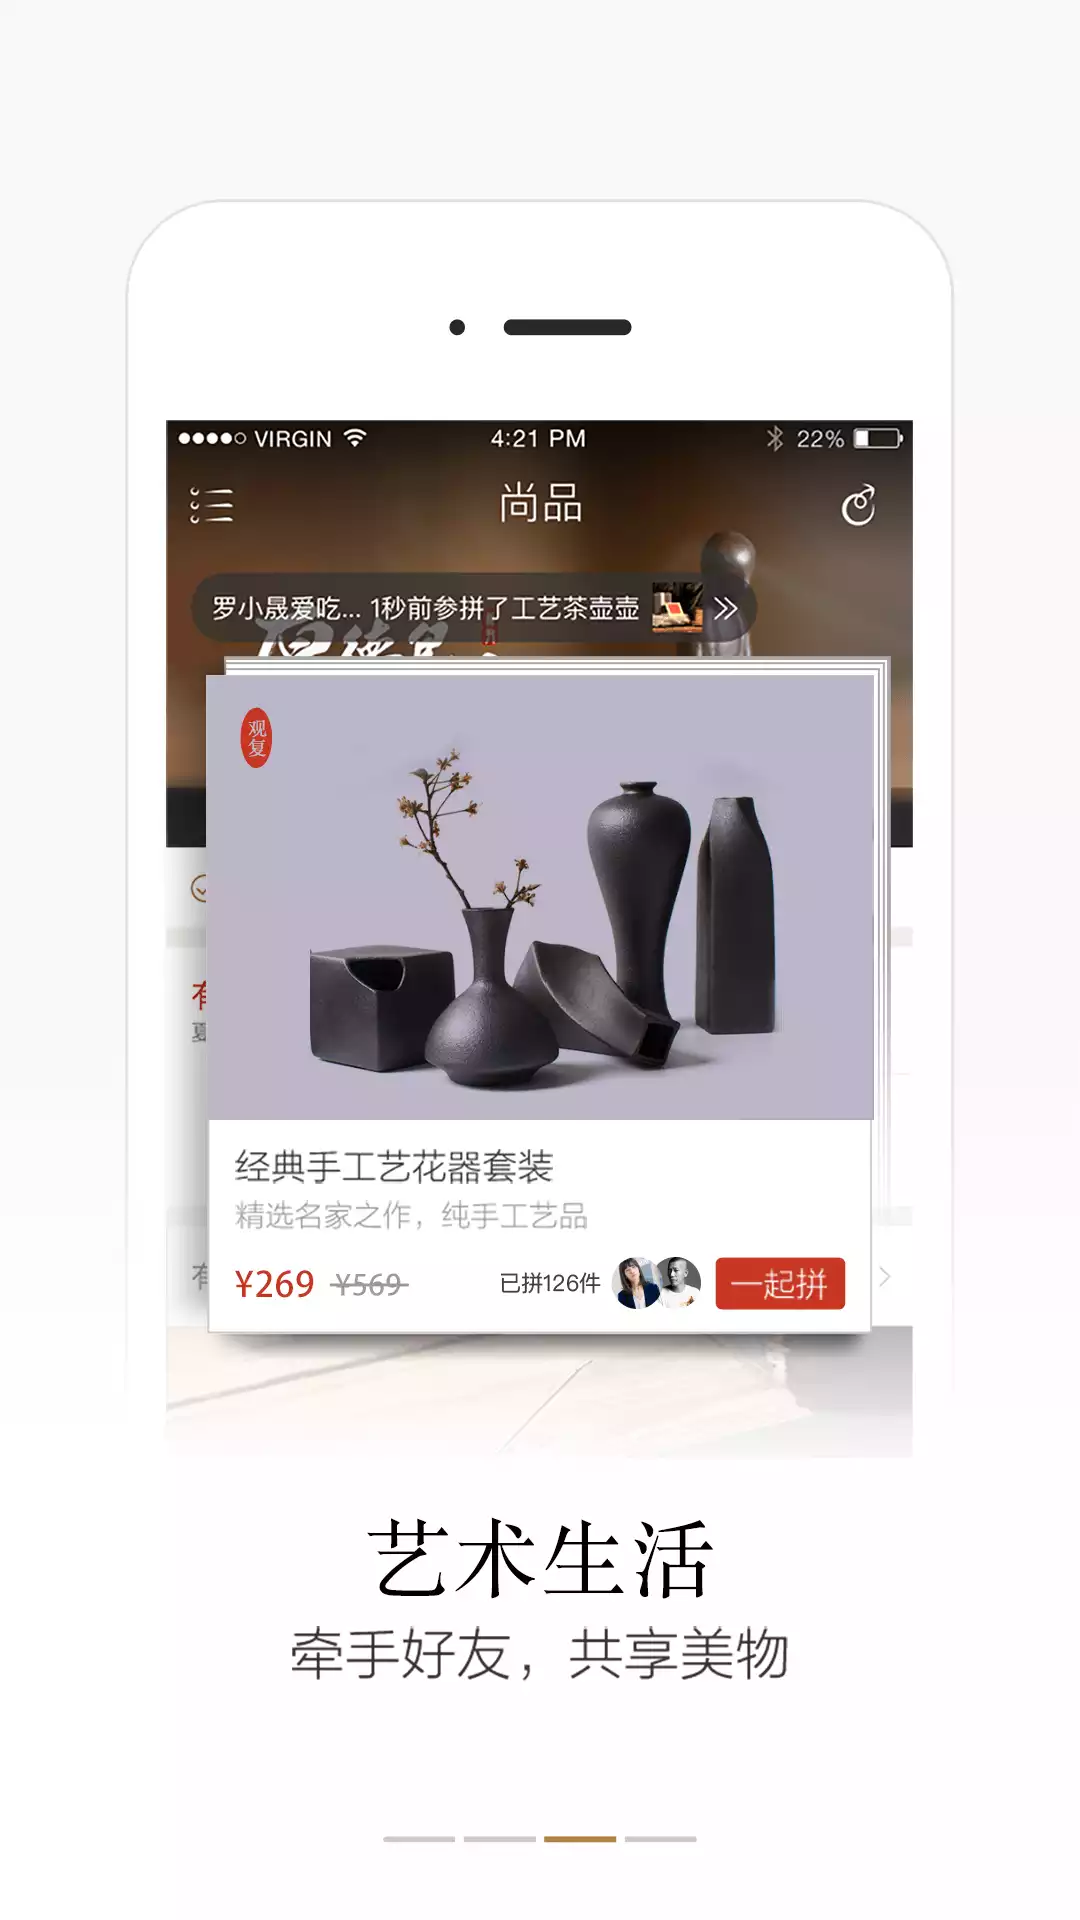 VIRGIN 4:21 PM 22%
尚品
罗小晟爱吃... 1秒前参拼了工艺茶壶壶
观复
有
夏
经典手工艺花器套装
精选名家之作，纯手工艺品
有 ¥269 ¥569 已拼126件 一起拼
艺术生活
牵手好友，共享美物